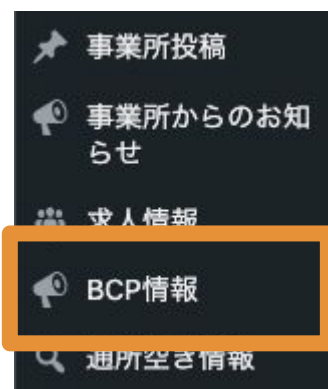 事業所投稿
事業所からのお知
らせ
求人情報
BCP情報
通所空き情報